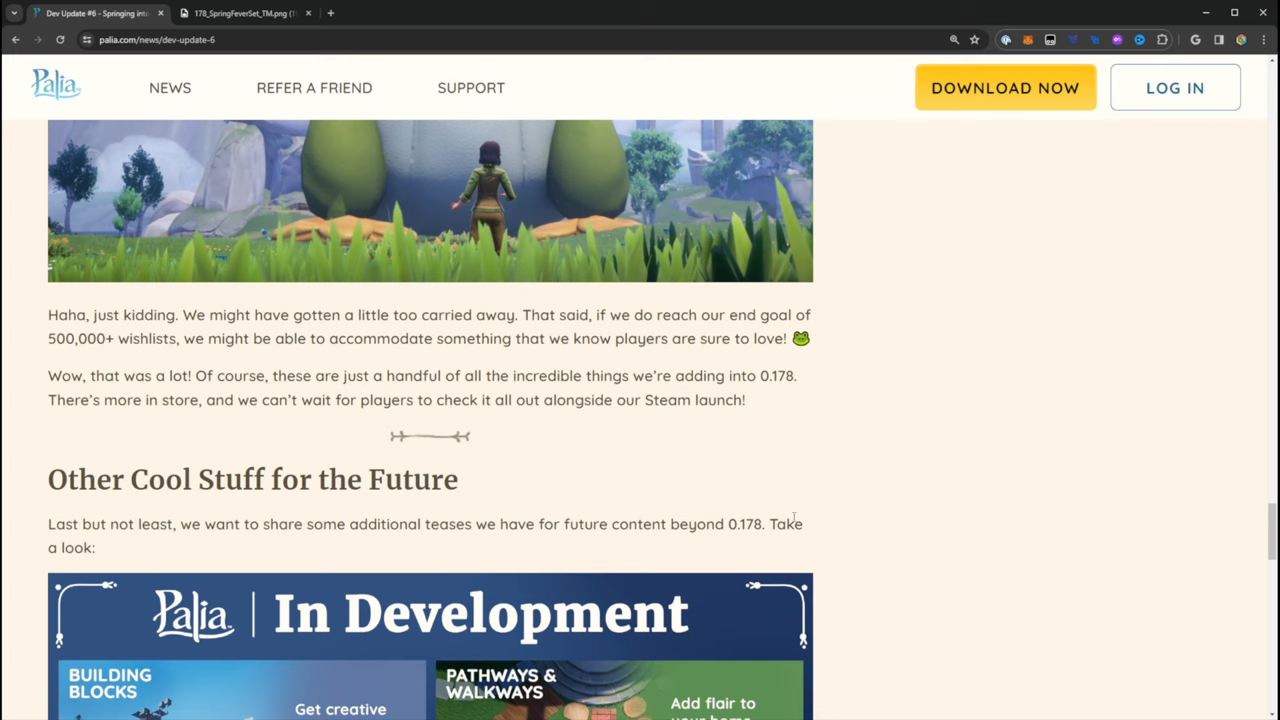 Dev Update #6 - Springing into
178_SpringFeverSet_TM.png (1
palia.com/news/dev-update-6
Palia
NEWS
REFER A FRIEND
SUPPORT
DOWNLOAD NOW
LOG IN
Haha, just kidding. We might have gotten a little too carried away. That said, if we do reach our end goal of
500,000+ wishlists, we might be able to accommodate something that we know players are sure to love! 🐸
Wow, that was a lot! Of course, these are just a handful of all the incredible things we're adding into 0.178.
There's more in store, and we can't wait for players to check it all out alongside our Steam launch!
Other Cool Stuff for the Future
Last but not least, we want to share some additional teases we have for future content beyond 0.178. Take
a look:
Palia | In Development
BUILDING
BLOCKS
Get creative
PATHWAYS &
WALKWAYS
Add flair to
your home